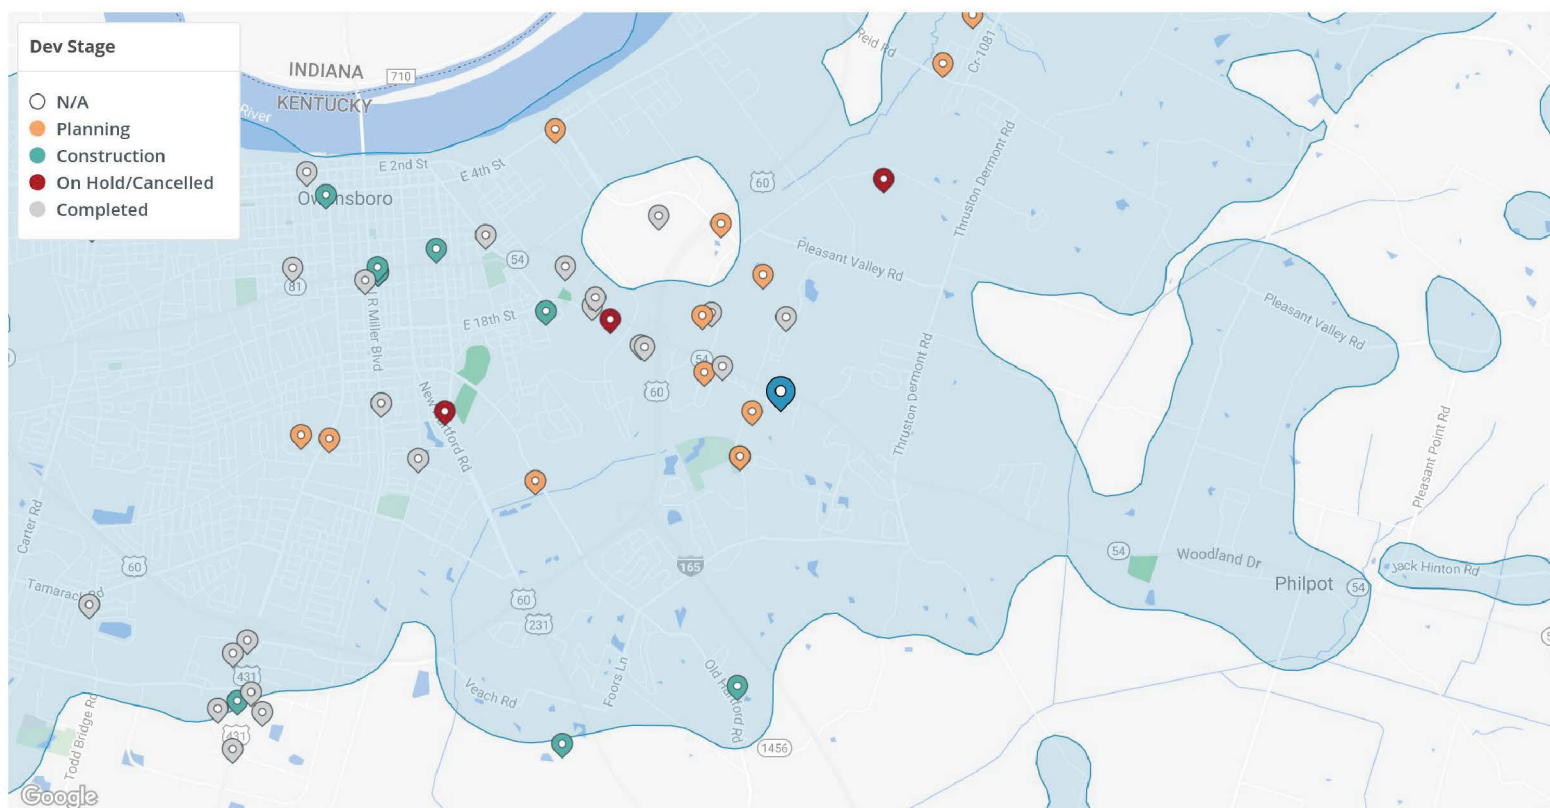 Dev Stage
N/A
Planning
Construction
On Hold/Cancelled
Completed
INDIANA
710
KENTUCKY
River
Reid Rd
Cr-1081
E 2nd St
E 4th St
60
Thruston Dermont Rd
54
Pleasant Valley Rd
81
E 18th St
Pleasant Valley Rd
Thruston Dermont Rd
54
60
Pleasant Point Rd
Carter Rd
60
165
54
Woodland Dr
Jack Hinton Rd
Philpot
54
Tamarack Rd
60
231
431
Foors Ln
Veach Rd
Todd Bridge Rd
431
1456
Google